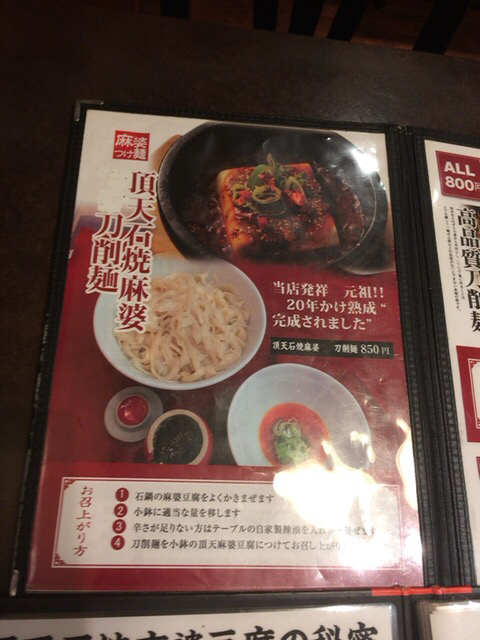 麻婆
つけ麺
頂天石焼麻婆
刀削麺
当店発祥 元祖!!
20年かけ熟成“
完成されました”
頂天石焼麻婆 刀削麺 850円
お召上がり方
1 石鍋の麻婆豆腐をよくかきまぜます
2 小鉢に適当な量を移します
3 辛さが足りない方はテーブルの自家製辣油を入れ
4 刀削麺を小鉢の頂天麻婆豆腐につけてお召し上が
ALL
800円
高品質刀削麺
麻婆豆腐の秘密